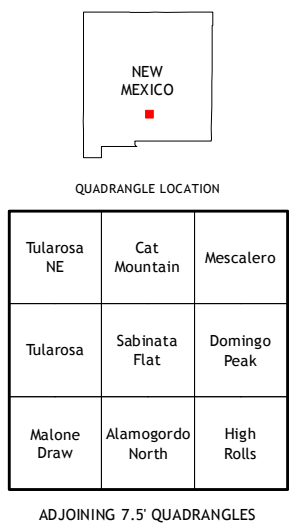 NEW
MEXICO
QUADRANGLE LOCATION
Tularosa
NE
Cat
Mountain
Mescalero
Tularosa
Sabinata
Flat
Domingo
Peak
Malone
Draw
Alamogordo
North
High
Rolls
ADJOINING 7.5' QUADRANGLES